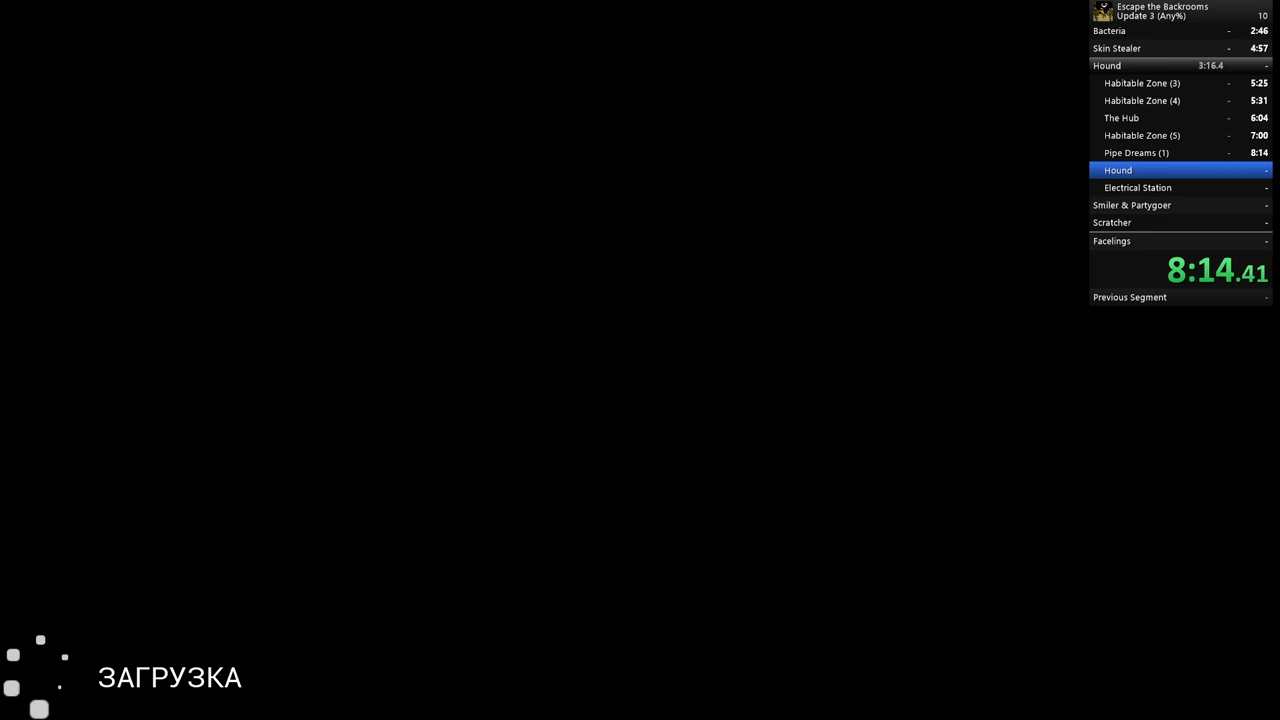 Escape the Backrooms
Update 3 (Any%) 10
Bacteria - 2:46
Skin Stealer - 4:57
Hound 3:16.4 -
Habitable Zone (3) - 5:25
Habitable Zone (4) - 5:31
The Hub - 6:04
Habitable Zone (5) - 7:00
Pipe Dreams (1) - 8:14
Hound -
Electrical Station -
Smiler & Partygoer -
Scratcher -
Facelings -
8:14.41
Previous Segment -
ЗАГРУЗКА